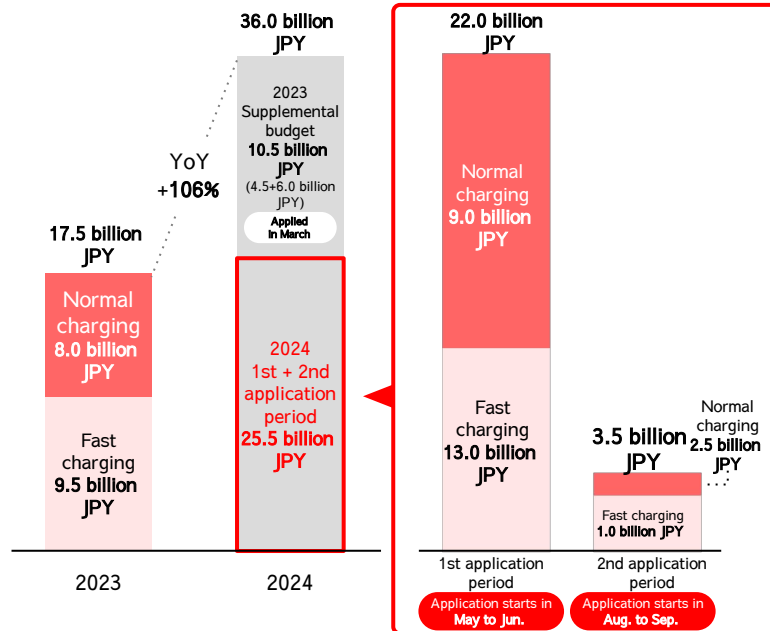 36.0 billion
JPY
2023
Supplemental
budget
10.5 billion
JPY
(4.5+6.0 billion
JPY)
Applied
in March
YoY
+106%
17.5 billion
JPY
Normal
charging
8.0 billion
JPY
Fast
charging
9.5 billion
JPY
2024
1st + 2nd
application
period
25.5 billion
JPY
2023
2024
22.0 billion
JPY
Normal
charging
9.0 billion
JPY
Fast
charging
13.0 billion
JPY
3.5 billion
JPY
Normal
charging
2.5 billion
JPY
Fast charging
1.0 billion JPY
1st application
period
Application starts in
May to Jun.
2nd application
period
Application starts in
Aug. to Sep.